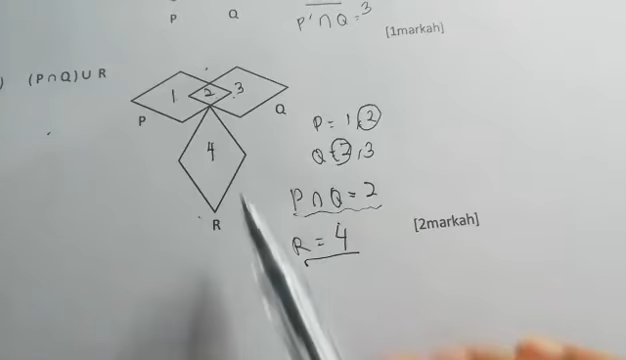 P Q
P' ∩ Q = 3
[1markah]
) (P∩Q)∪R
1 2 3
P Q
4
R
P = 1, 2
Q = 2, 3
P ∩ Q = 2
R = 4
[2markah]